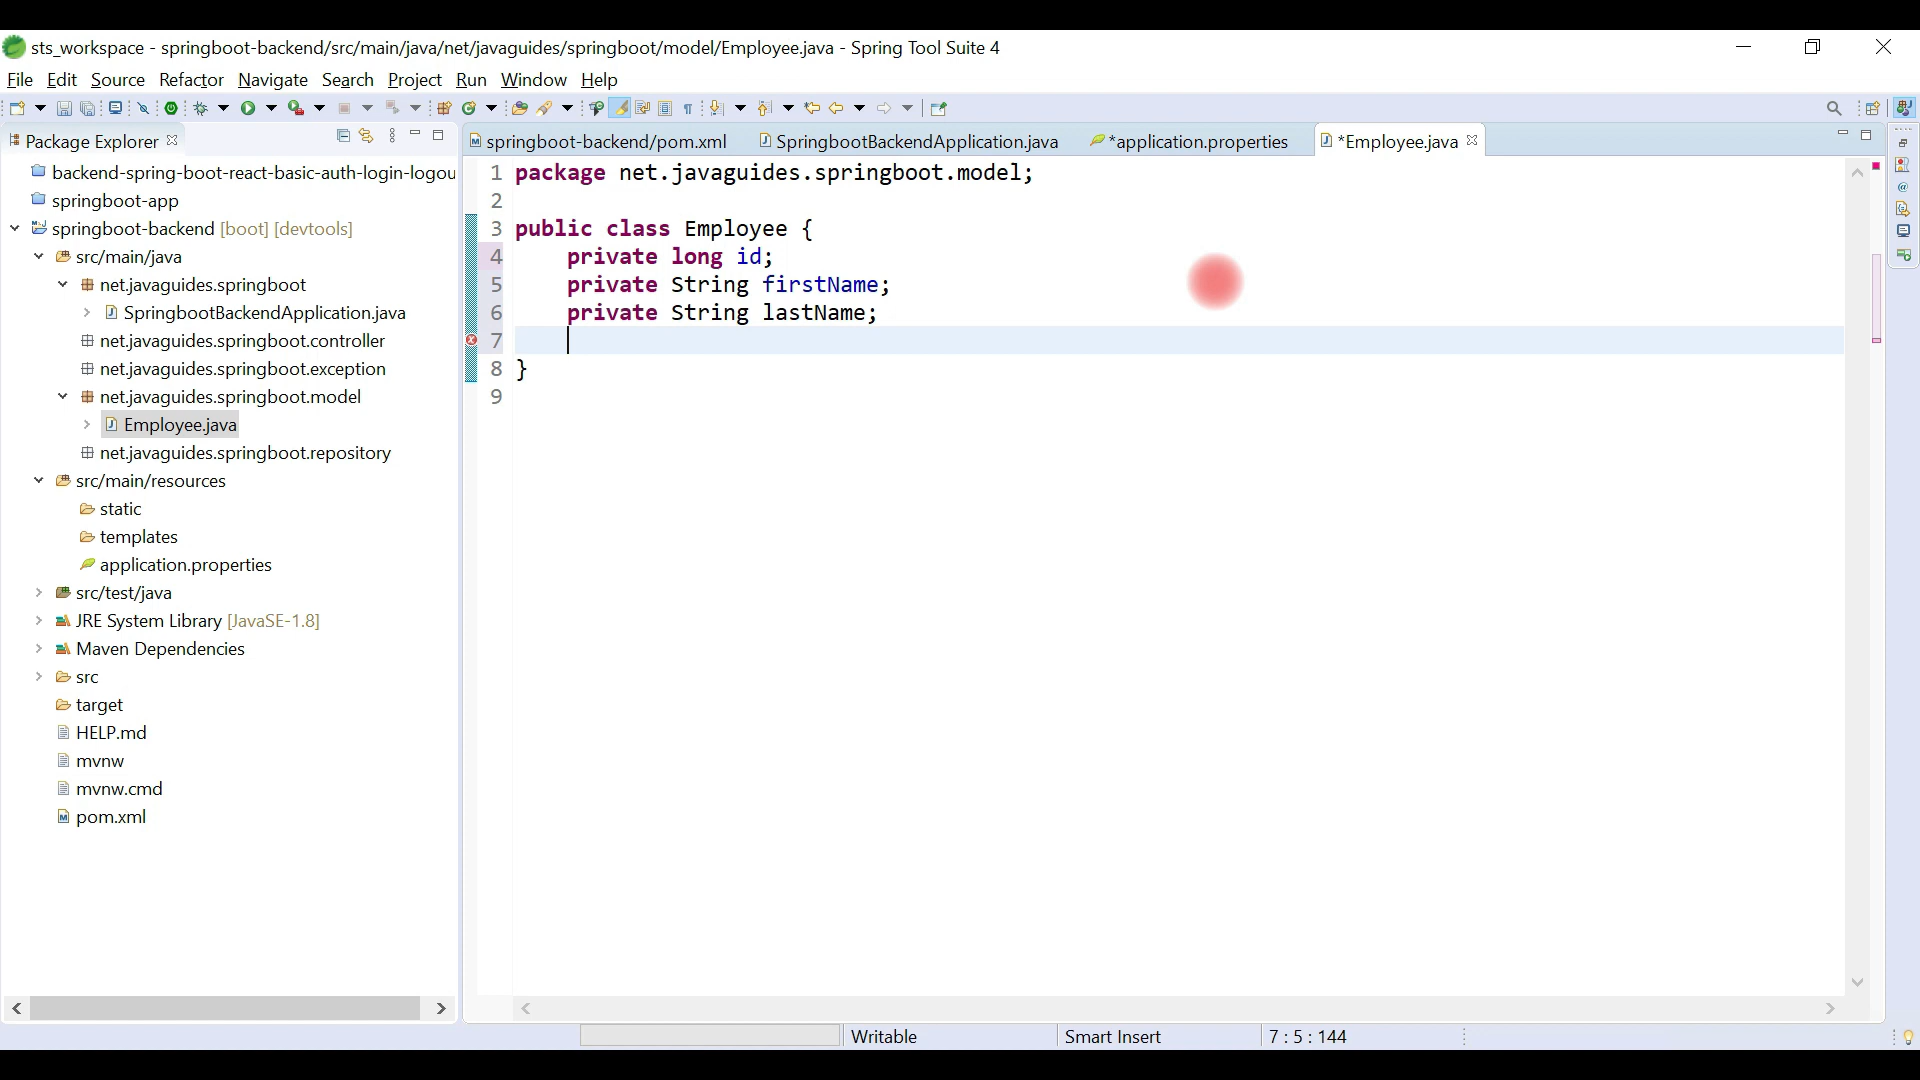 sts_workspace - springboot-backend/src/main/java/net/javaguides/springboot/model/Employee.java - Spring Tool Suite 4
File Edit Source Refactor Navigate Search Project Run Window Help
Package Explorer
springboot-backend/pom.xml SpringbootBackendApplication.java *application.properties *Employee.java
backend-spring-boot-react-basic-auth-login-logou
springboot-app
springboot-backend [boot] [devtools]
src/main/java
net.javaguides.springboot
SpringbootBackendApplication.java
net.javaguides.springboot.controller
net.javaguides.springboot.exception
net.javaguides.springboot.model
Employee.java
net.javaguides.springboot.repository
src/main/resources
static
templates
application.properties
src/test/java
JRE System Library [JavaSE-1.8]
Maven Dependencies
src
target
HELP.md
mvnw
mvnw.cmd
pom.xml
1 package net.javaguides.springboot.model;
2
3 public class Employee {
4 private long id;
5 private String firstName;
6 private String lastName;
7
8 }
9
Writable Smart Insert 7 : 5 : 144